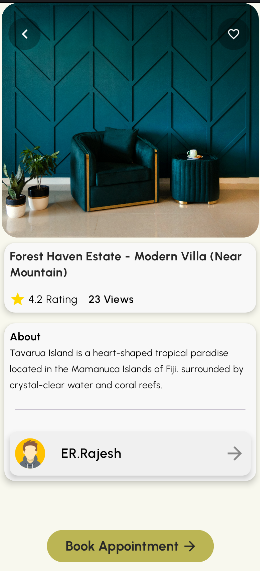 Forest Haven Estate - Modern Villa (Near
Mountain)
4.2 Rating 23 Views
About
Tavarua Island is a heart-shaped tropical paradise
located in the Mamanuca Islands of Fiji. surrounded by
crystal-clear water and coral reefs.
ER.Rajesh
Book Appointment